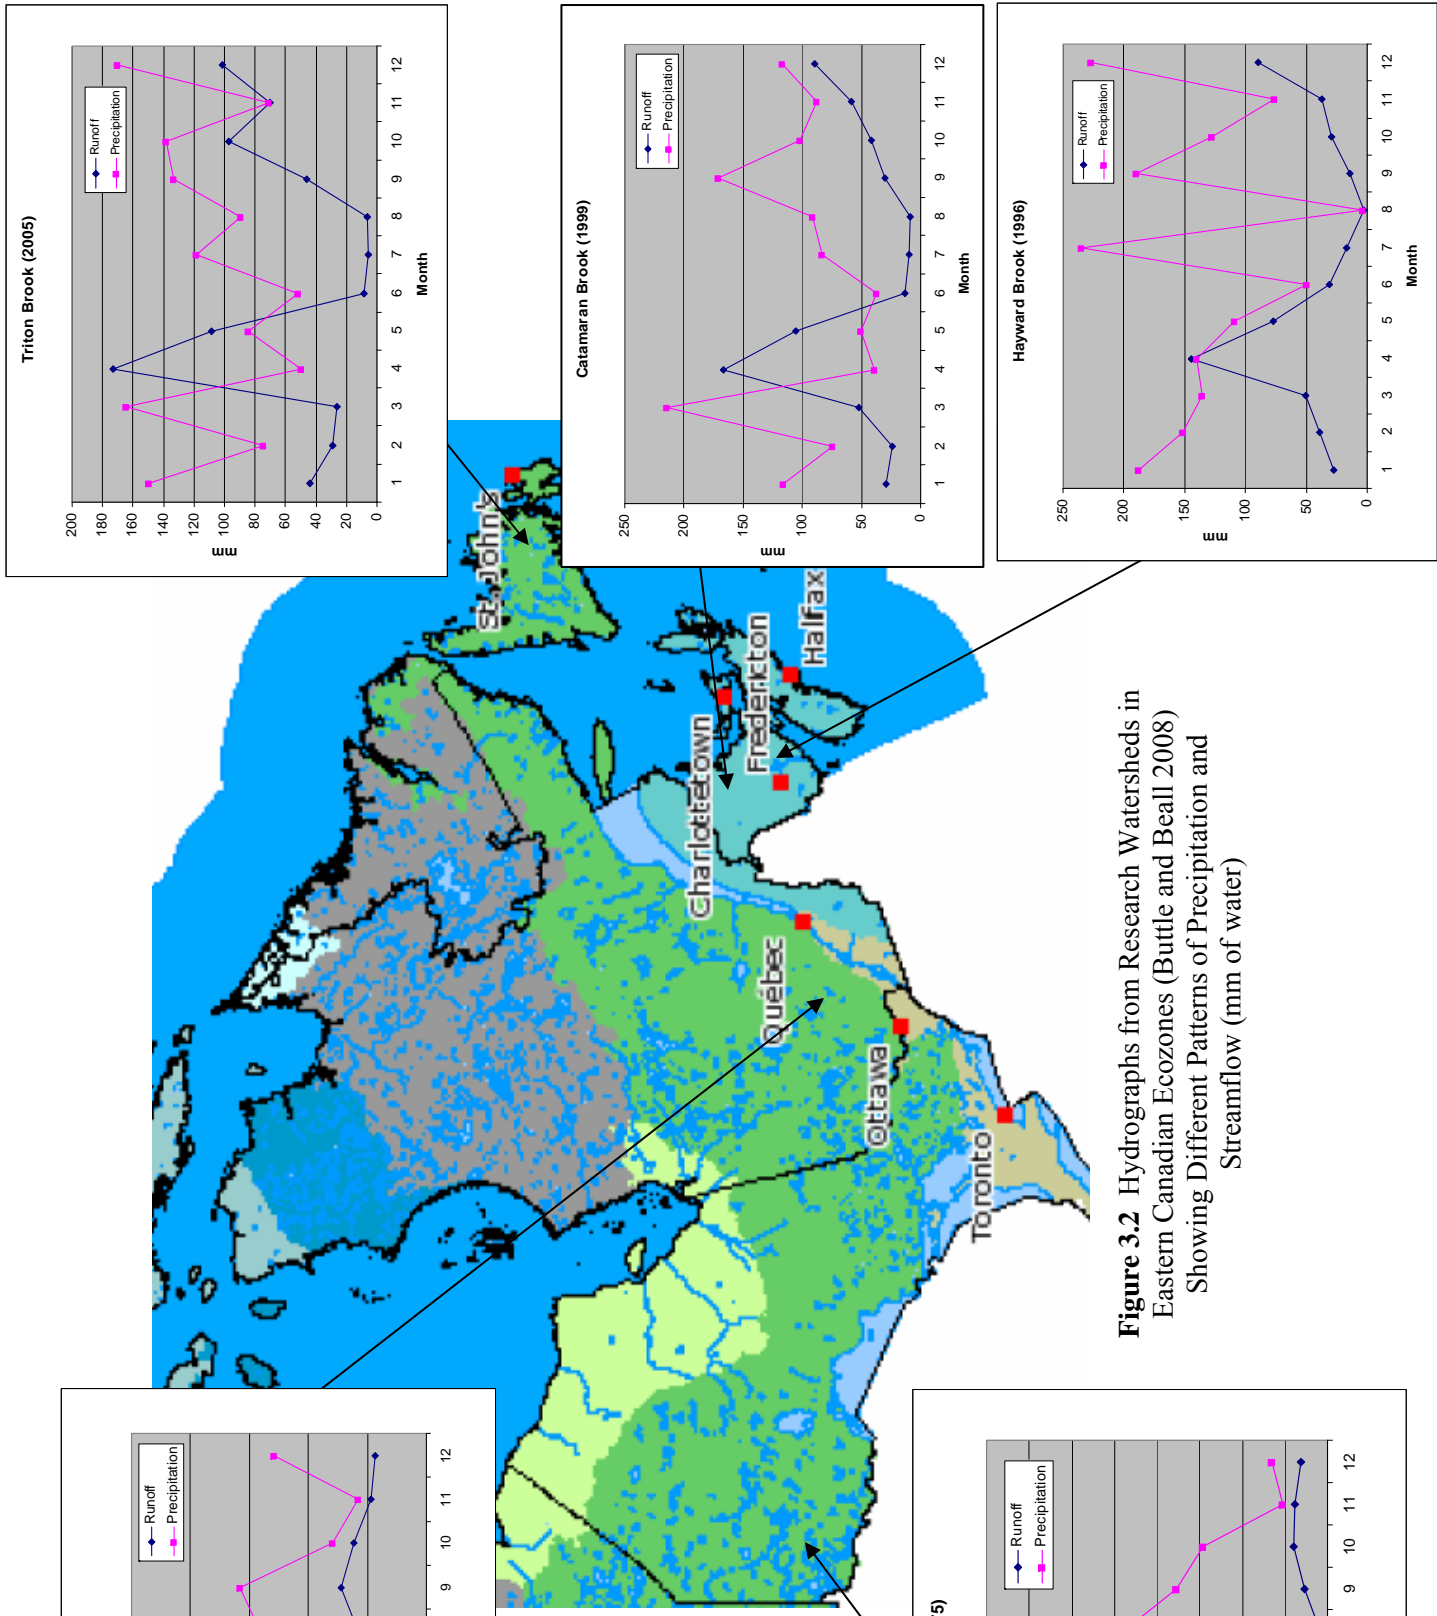 Triton Brook (2005)
200
180
160
140
120
100
80
60
40
20
0
mm
1 2 3 4 5 6 7 8 9 10 11 12
Month
Runoff
Precipitation
Catamaran Brook (1999)
250
200
150
100
50
0
mm
1 2 3 4 5 6 7 8 9 10 11 12
Month
Runoff
Precipitation
Hayward Brook (1996)
250
200
150
100
50
0
mm
1 2 3 4 5 6 7 8 9 10 11 12
Month
Runoff
Precipitation
St. John's
Halifax
Fredericton
Charlottetown
Québec
Ottawa
Toronto
9 10 11 12
Runoff
Precipitation
5)
9 10 11 12
Runoff
Precipitation
Figure 3.2 Hydrographs from Research Watersheds in
Eastern Canadian Ecozones (Buttle and Beall 2008)
Showing Different Patterns of Precipitation and
Streamflow (mm of water)